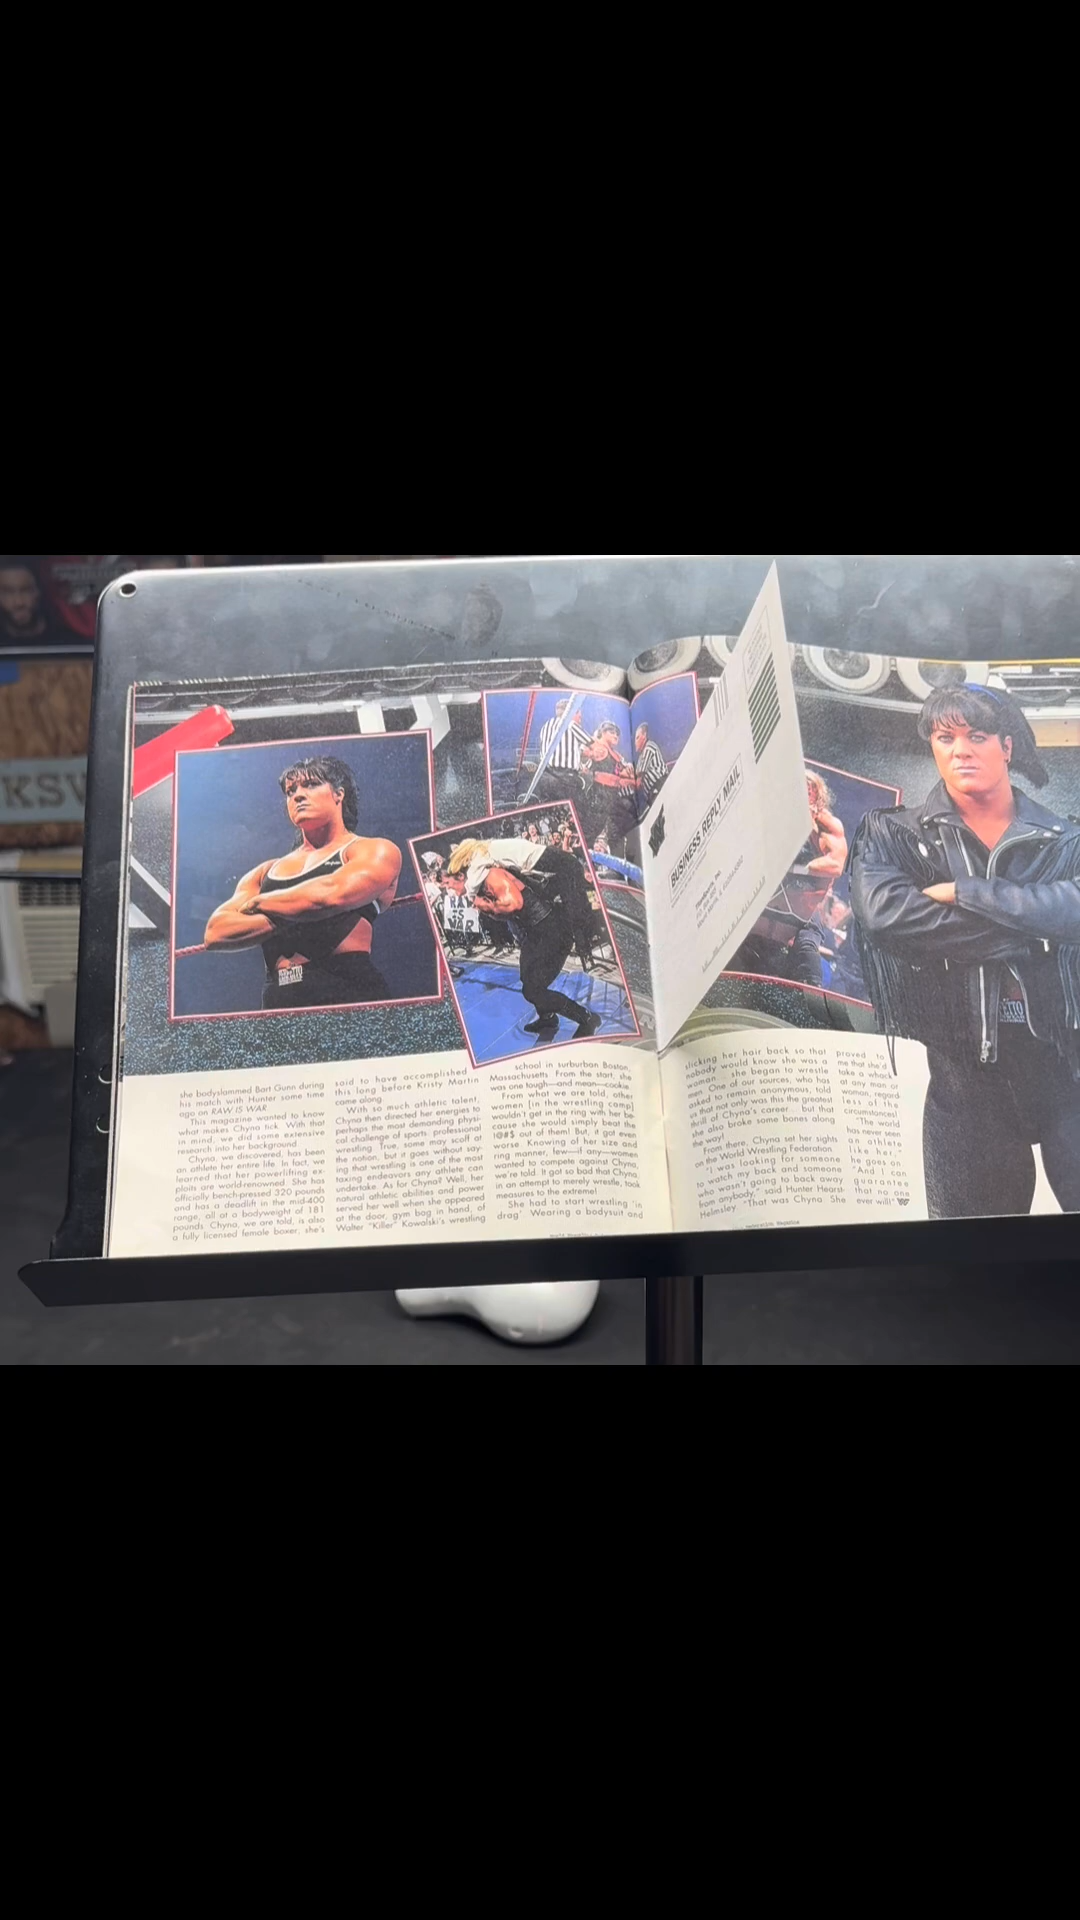 KSV
RAW
IS
WAR
BUSINESS REPLY MAIL
she bodyslammed Bart Gunn during
his match with Hunter some time
ago on RAW IS WAR.
This magazine wanted to know
what makes Chyna tick. With that
in mind, we did some extensive
research into her background.
Chyna, we discovered, has been
an athlete her entire life. In fact, we
learned that her powerlifting ex-
ploits are world-renowned. She has
officially bench-pressed 320 pounds
and has a deadlift in the mid-400
range, all at a bodyweight of 181
pounds. Chyna, we are told, is also
a fully licensed female boxer; she's
said to have accomplished
this long before Kristy Martin
came along.
With so much athletic talent,
Chyna then directed her energies to
perhaps the most demanding physi-
cal challenge of sports: professional
wrestling. True, some may scoff at
the notion, but it goes without say-
ing that wrestling is one of the most
taxing endeavors any athlete can
undertake. As for Chyna? Well, her
natural athletic abilities and power
served her well when she appeared
at the door, gym bag in hand, of
Walter "Killer" Kowalski's wrestling
school in surburban Boston,
Massachusetts. From the start, she
was one tough—and mean—cookie.
From what we are told, other
women [in the wrestling camp]
wouldn't get in the ring with her be-
cause she would simply beat the
!@#$ out of them! But, it got even
worse. Knowing of her size and
ring manner, few—if any—women
wanted to compete against Chyna,
we're told. It got so bad that Chyna,
in an attempt to merely wrestle, took
measures to the extreme!
She had to start wrestling 'in
drag' Wearing a bodysuit and
slicking her hair back so that
nobody would know she was a
woman she began to wrestle
men. One of our sources, who has
asked to remain anonymous, told
us that not only was this the greatest
thrill of Chyna's career but that
she also broke some bones along
the way!
From there, Chyna set her sights
on the World Wrestling Federation.
"I was looking for someone
to watch my back and someone
who wasn't going to back away
from anybody," said Hunter Hearst-
Helmsley "That was Chyna She
proved to
me that she'd
take a whack
at any man or
woman, regard-
less of the
circumstances!
"The world
has never seen
an athlete
like her,"
he goes on.
"And I can
guarantee
that no one
ever will!"